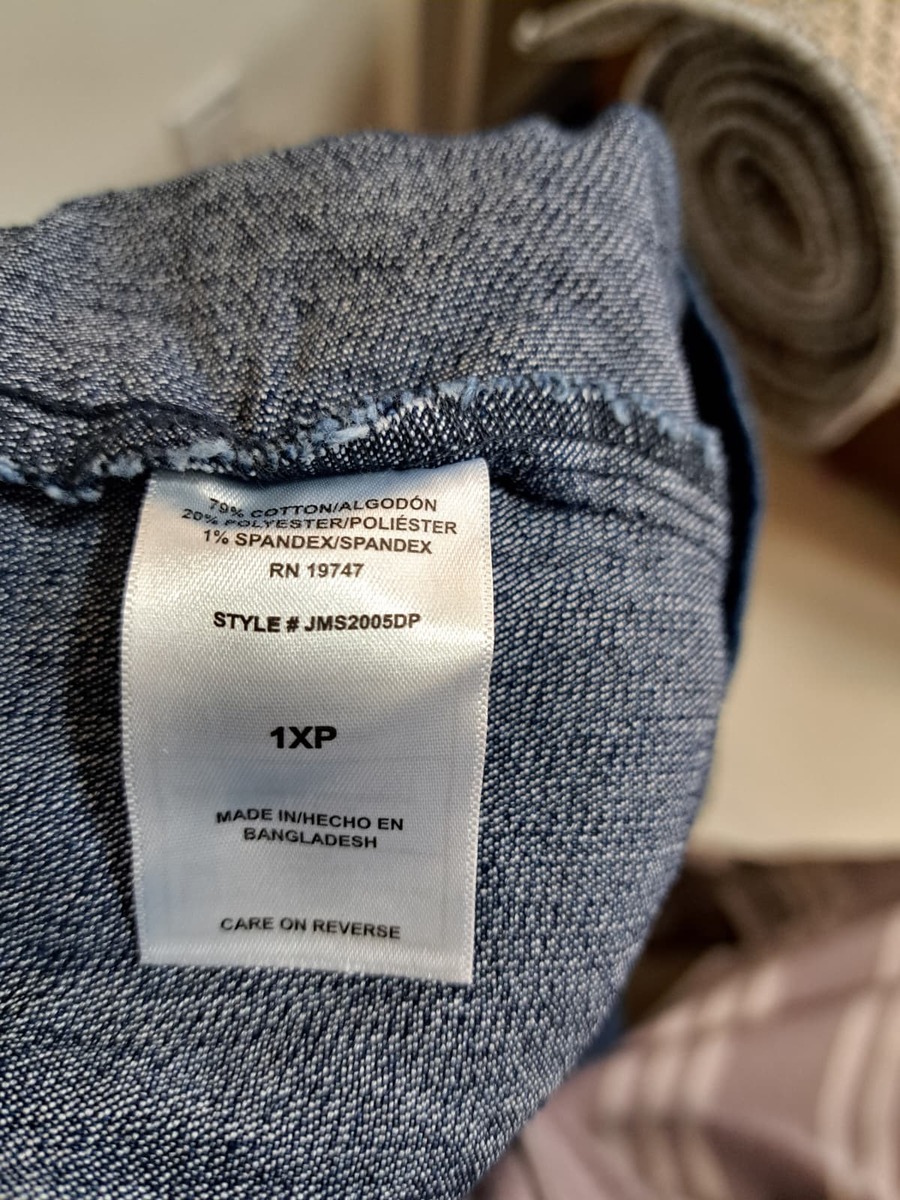 79% COTTON/ALGODÓN
20% POLYESTER/POLIÉSTER
1% SPANDEX/SPANDEX
RN 19747
STYLE # JMS2005DP
1XP
MADE IN/HECHO EN
BANGLADESH
CARE ON REVERSE